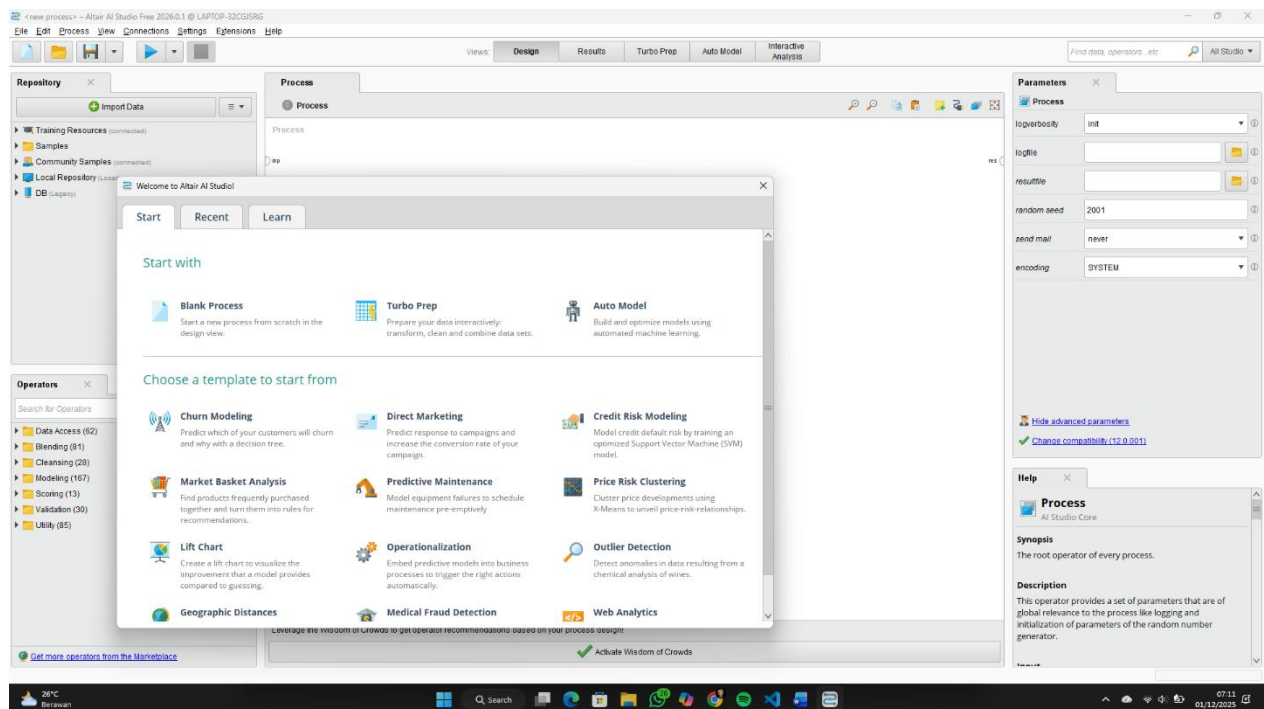 <new process> – Altair AI Studio Free 2026.0.1 @ LAPTOP-32CGJSRG
File Edit Process View Connections Settings Extensions Help
Views: Design Results Turbo Prep Auto Model Interactive Analysis
Find data, operators...etc All Studio
Repository
Import Data
Training Resources (connected)
Samples
Community Samples (connected)
Local Repository
DB (Legacy)
Process
Process
Process
inp
res
Parameters
Process
logverbosity init
logfile
resultfile
random seed 2001
send mail never
encoding SYSTEM
Hide advanced parameters
Change compatibility (12.0.001)
Welcome to Altair AI Studio!
Start Recent Learn
Start with
Blank Process
Start a new process from scratch in the
design view.
Turbo Prep
Prepare your data interactively:
transform, clean and combine data sets.
Auto Model
Build and optimize models using
automated machine learning.
Choose a template to start from
Churn Modeling
Predict which of your customers will churn
and why with a decision tree.
Direct Marketing
Predict response to campaigns and
increase the conversion rate of your
campaign.
Credit Risk Modeling
Model credit default risk by training an
optimized Support Vector Machine (SVM)
model.
Market Basket Analysis
Find products frequently purchased
together and turn them into rules for
recommendations.
Predictive Maintenance
Model equipment failures to schedule
maintenance pre-emptively
Price Risk Clustering
Cluster price developments using
X-Means to unveil price-risk-relationships.
Lift Chart
Create a lift chart to visualize the
improvement that a model provides
compared to guessing.
Operationalization
Embed predictive models into business
processes to trigger the right actions
automatically.
Outlier Detection
Detect anomalies in data resulting from a
chemical analysis of wines.
Geographic Distances
Medical Fraud Detection
Web Analytics
Operators
Search for Operators
Data Access (62)
Blending (81)
Cleansing (28)
Modeling (167)
Scoring (13)
Validation (30)
Utility (85)
Get more operators from the Marketplace
Leverage the Wisdom of Crowds to get operator recommendations based on your process design!
Activate Wisdom of Crowds
Help
Process
AI Studio Core
Synopsis
The root operator of every process.
Description
This operator provides a set of parameters that are of
global relevance to the process like logging and
initialization of parameters of the random number
generator.
Input
26°C
Berawan
Search
07:11
01/12/2025